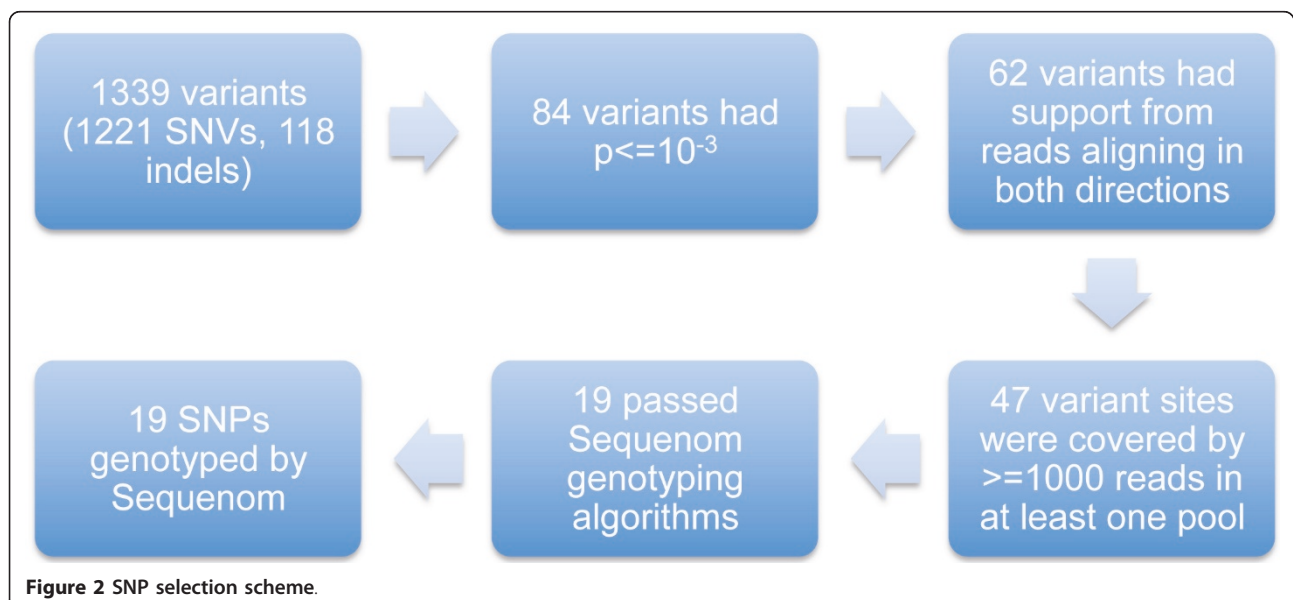 1339 variants
(1221 SNVs, 118
indels)
84 variants had
p<=10⁻³
62 variants had
support from
reads aligning in
both directions
47 variant sites
were covered by
>=1000 reads in
at least one pool
19 passed
Sequenom
genotyping
algorithms
19 SNPs
genotyped by
Sequenom
Figure 2 SNP selection scheme.